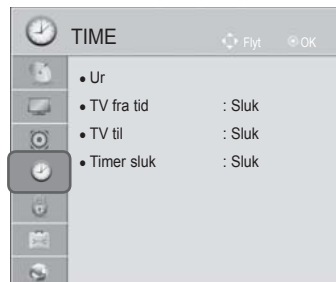 TIME Flyt OK
• Ur
• TV fra tid : Sluk
• TV til : Sluk
• Timer sluk : Sluk